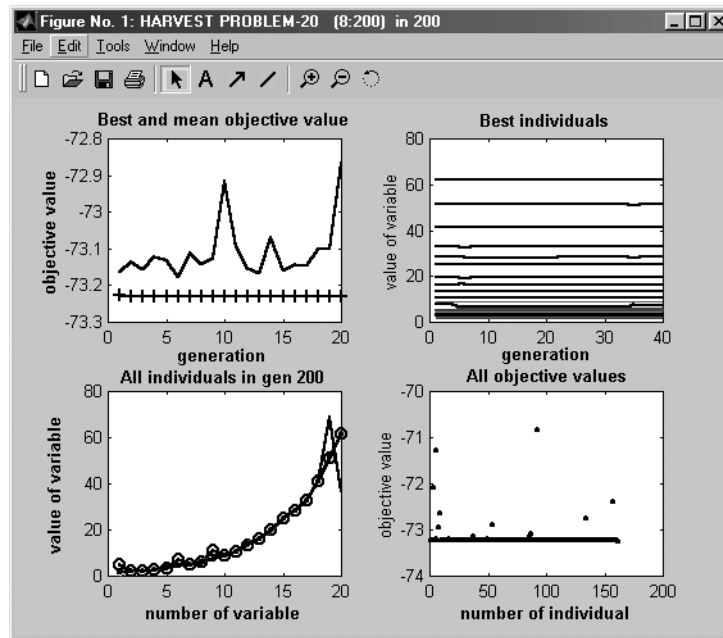 Figure No. 1: HARVEST PROBLEM-20 (8:200) in 200
File Edit Tools Window Help
A
Best and mean objective value
-72.8
-72.9
-73
-73.1
-73.2
-73.3
objective value
0 5 10 15 20
generation
Best individuals
80
60
40
20
0
value of variable
0 10 20 30 40
generation
All individuals in gen 200
80
60
40
20
0
value of variable
0 5 10 15 20
number of variable
All objective values
-70
-71
-72
-73
-74
objective value
0 50 100 150 200
number of individual